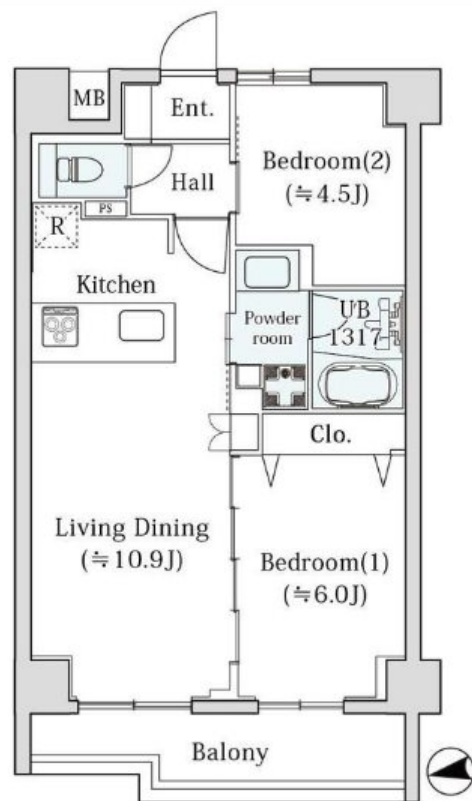 MB
Ent.
Bedroom(2)
(≒4.5J)
Hall
PS
R
Kitchen
Powder
room
UB
1317
Clo.
Living Dining
(≒10.9J)
Bedroom(1)
(≒6.0J)
Balony